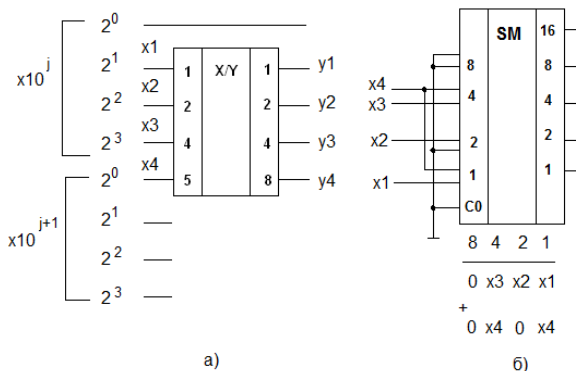 x10^j
2^0
2^1
2^2
2^3
x10^{j+1}
2^0
2^1
2^2
2^3
x1
x2
x3
x4
X/Y
1
2
4
5
1
2
4
8
y1
y2
y3
y4
а)
SM
8
4
2
1
C0
16
8
4
2
1
x4
x3
x2
x1
8 4 2 1
0 x3 x2 x1
+
0 x4 0 x4
б)